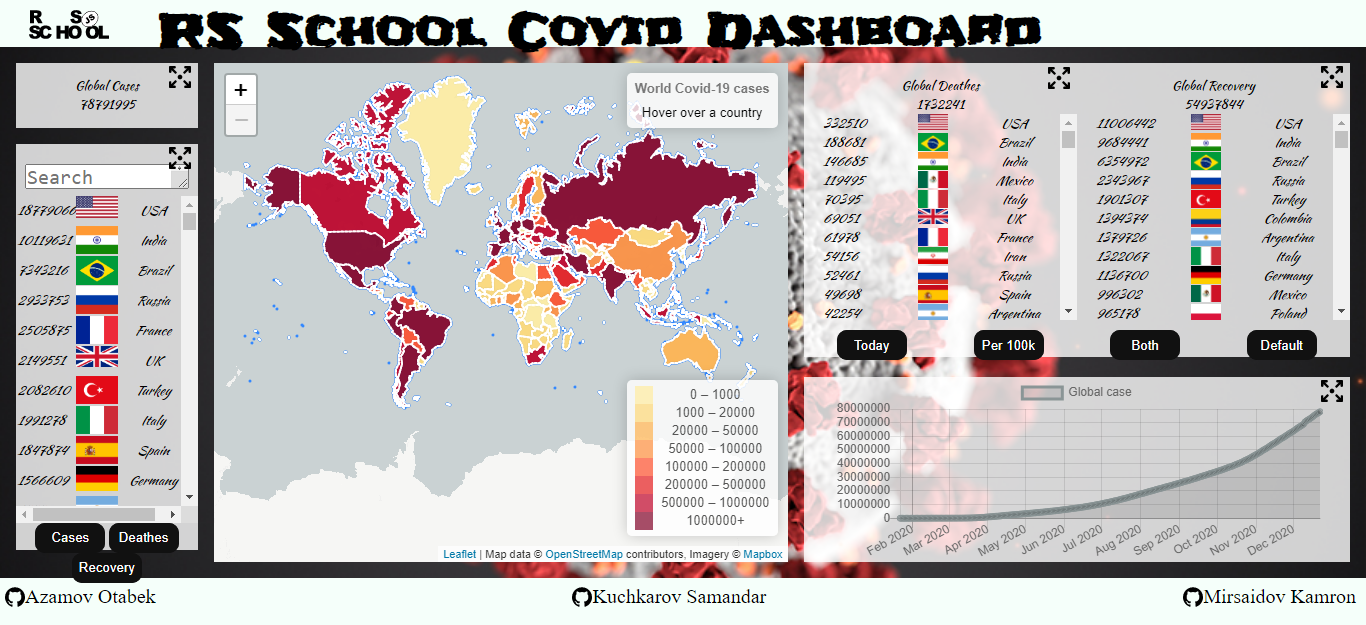 RS School Covid Dashboard
R S JS
SCHOOL
Global Cases
78791995
Search
18779066 USA
10119631 India
7343216 Brazil
2933753 Russia
2505875 France
2149551 UK
2082610 Turkey
1991278 Italy
1847874 Spain
1566609 Germany
Cases Deathes
Recovery
+
−
World Covid-19 cases
Hover over a country
0 – 1000
1000 – 20000
20000 – 50000
50000 – 100000
100000 – 200000
200000 – 500000
500000 – 1000000
1000000+
Leaflet | Map data © OpenStreetMap contributors, Imagery © Mapbox
Global Deathes
1732241
332510 USA
188681 Brazil
146685 India
119495 Mexico
70395 Italy
69051 UK
61978 France
54156 Iran
52461 Russia
49698 Spain
42254 Argentina
Global Recovery
54937844
11006442 USA
9684441 India
6354972 Brazil
2343967 Russia
1901307 Turkey
1394374 Colombia
1379726 Argentina
1322067 Italy
1136700 Germany
996302 Mexico
965178 Poland
Today Per 100k Both Default
Global case
80000000
70000000
60000000
50000000
40000000
30000000
20000000
10000000
0
Feb 2020 Mar 2020 Apr 2020 May 2020 Jun 2020 Jul 2020 Aug 2020 Sep 2020 Oct 2020 Nov 2020 Dec 2020
Azamov Otabek Kuchkarov Samandar Mirsaidov Kamron